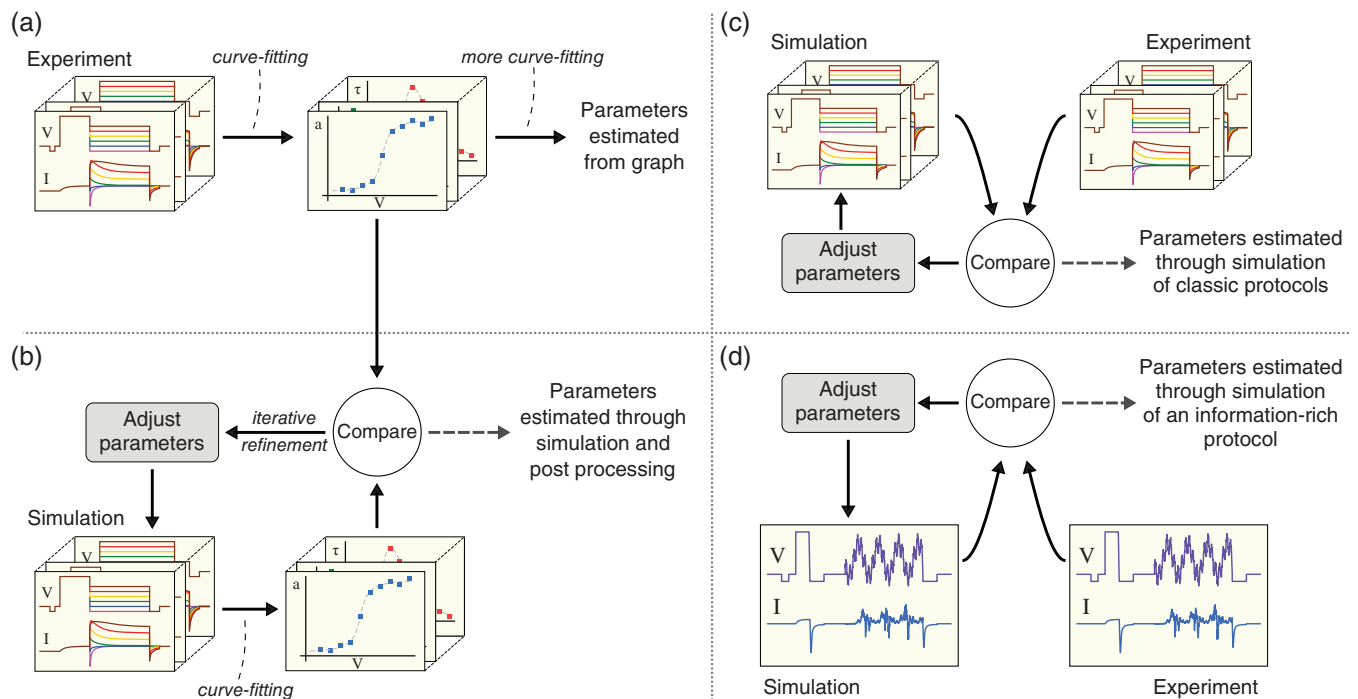 (a)
Experiment
curve-fitting
more curve-fitting
V
V
I
τ
a
V
Parameters
estimated
from graph
(b)
Adjust
parameters
iterative
refinement
Compare
Parameters
estimated through
simulation and
post processing
Simulation
V
V
I
τ
a
V
curve-fitting
(c)
Simulation
Experiment
V
V
I
V
V
I
Adjust
parameters
Compare
Parameters estimated
through simulation
of classic protocols
(d)
Adjust
parameters
Compare
Parameters estimated
through simulation
of an information-rich
protocol
V
I
V
I
Simulation
Experiment